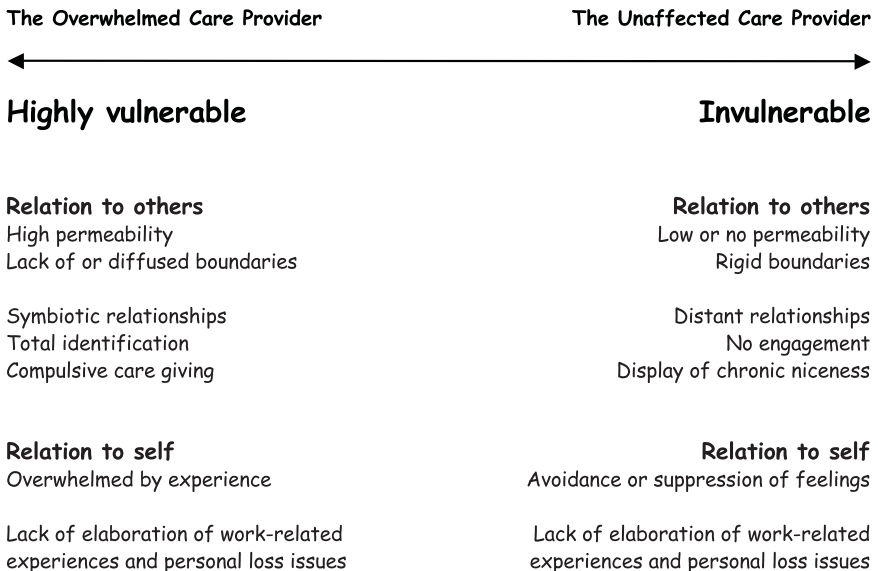 The Overwhelmed Care Provider
The Unaffected Care Provider
Highly vulnerable
Invulnerable
Relation to others
High permeability
Lack of or diffused boundaries
Symbiotic relationships
Total identification
Compulsive care giving
Relation to others
Low or no permeability
Rigid boundaries
Distant relationships
No engagement
Display of chronic niceness
Relation to self
Overwhelmed by experience
Lack of elaboration of work-related
experiences and personal loss issues
Relation to self
Avoidance or suppression of feelings
Lack of elaboration of work-related
experiences and personal loss issues